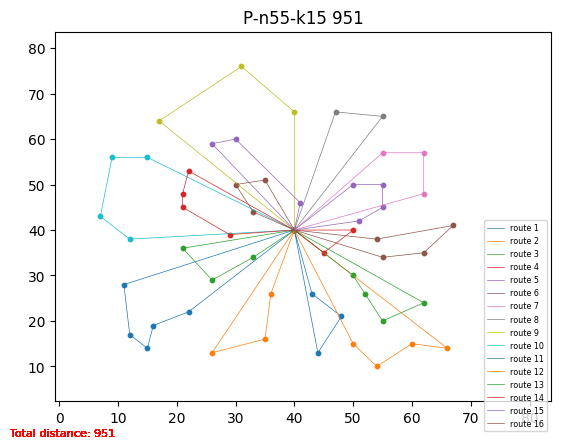 P-n55-k15 951
80
70
60
50
40
30
20
10
0 10 20 30 40 50 60 70 80
route 1
route 2
route 3
route 4
route 5
route 6
route 7
route 8
route 9
route 10
route 11
route 12
route 13
route 14
route 15
route 16
Total distance: 951